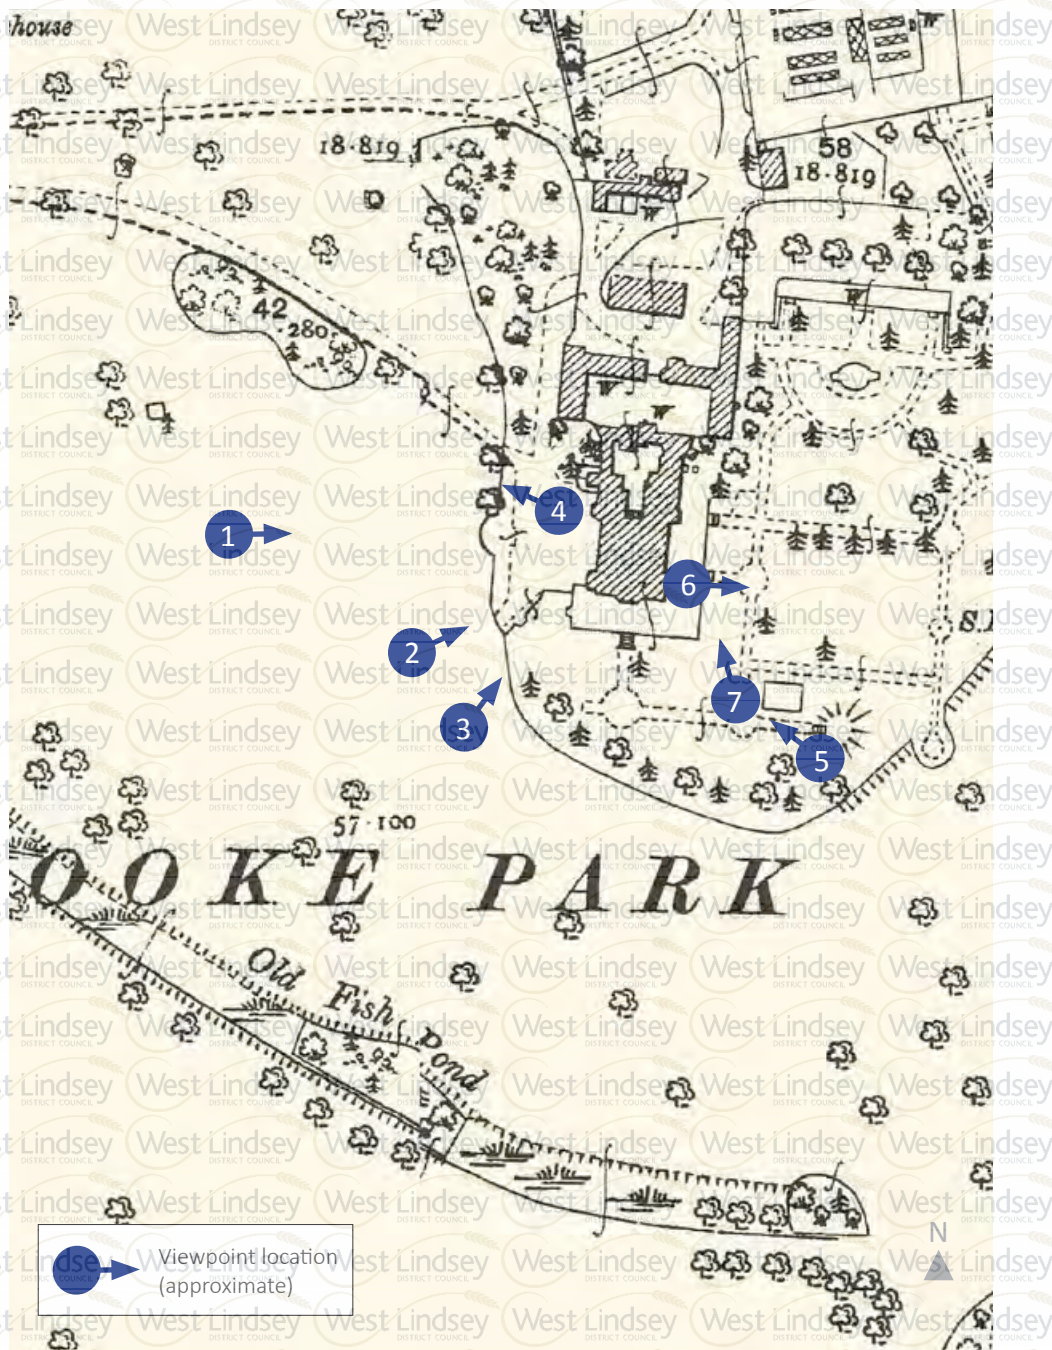 house
18·819
58
18·819
W
W
42
·280
W
W
W
1
4
6
2
7
3
5
S.
57·100
OOKE PARK
Old Fish Pond
N
Viewpoint location
(approximate)
West Lindsey
DISTRICT COUNCIL